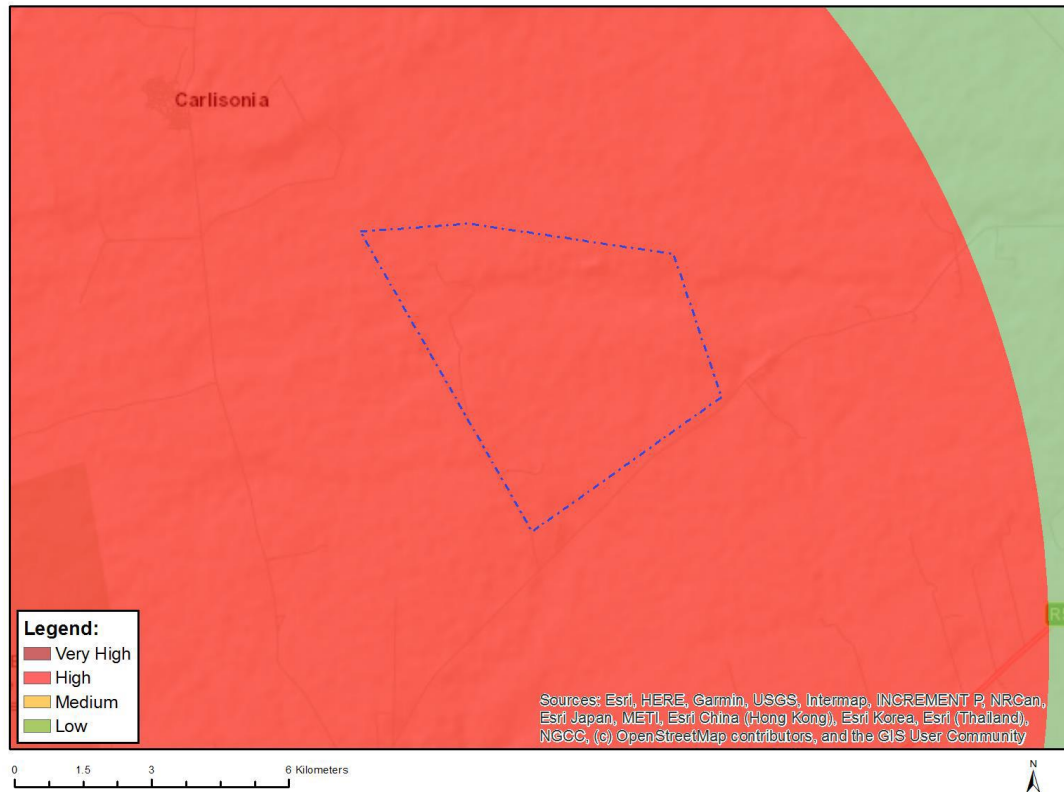 Carlisonia
Legend:
Very High
High
Medium
Low
Sources: Esri, HERE, Garmin, USGS, Intermap, INCREMENT P, NRCan,
Esri Japan, METI, Esri China (Hong Kong), Esri Korea, Esri (Thailand),
NGCC, (c) OpenStreetMap contributors, and the GIS User Community
0 1.5 3 6 Kilometers
N